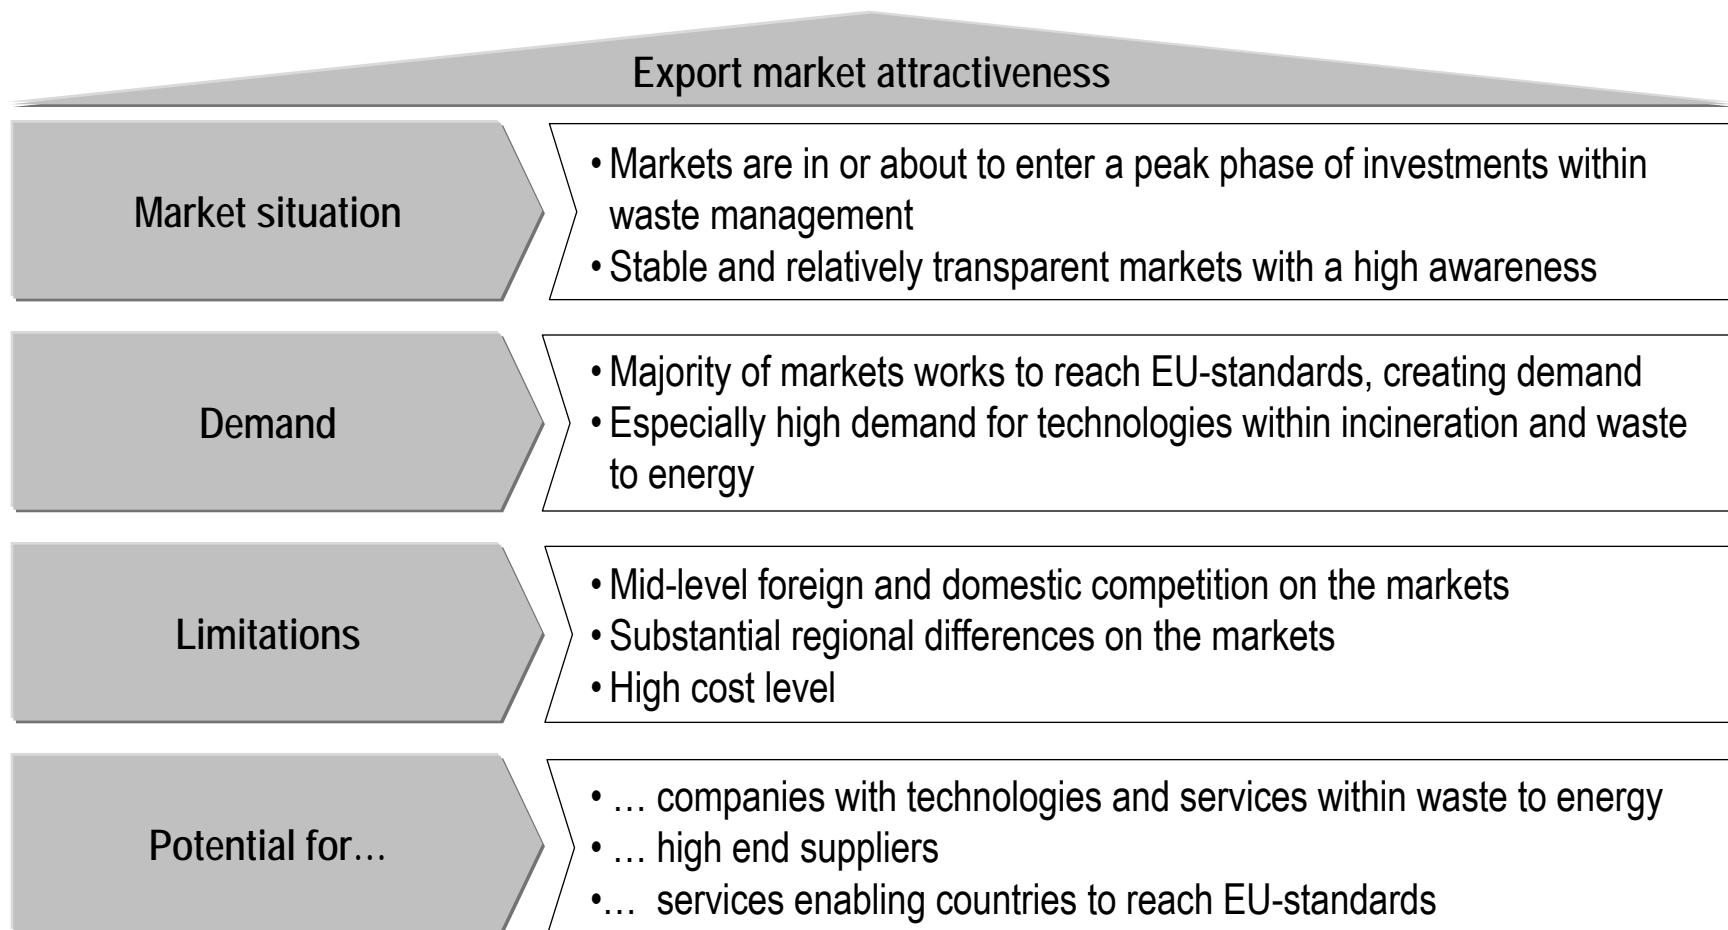 Export market attractiveness
Market situation
• Markets are in or about to enter a peak phase of investments within
waste management
• Stable and relatively transparent markets with a high awareness
Demand
• Majority of markets works to reach EU-standards, creating demand
• Especially high demand for technologies within incineration and waste
to energy
Limitations
• Mid-level foreign and domestic competition on the markets
• Substantial regional differences on the markets
• High cost level
Potential for…
• … companies with technologies and services within waste to energy
• … high end suppliers
•… services enabling countries to reach EU-standards